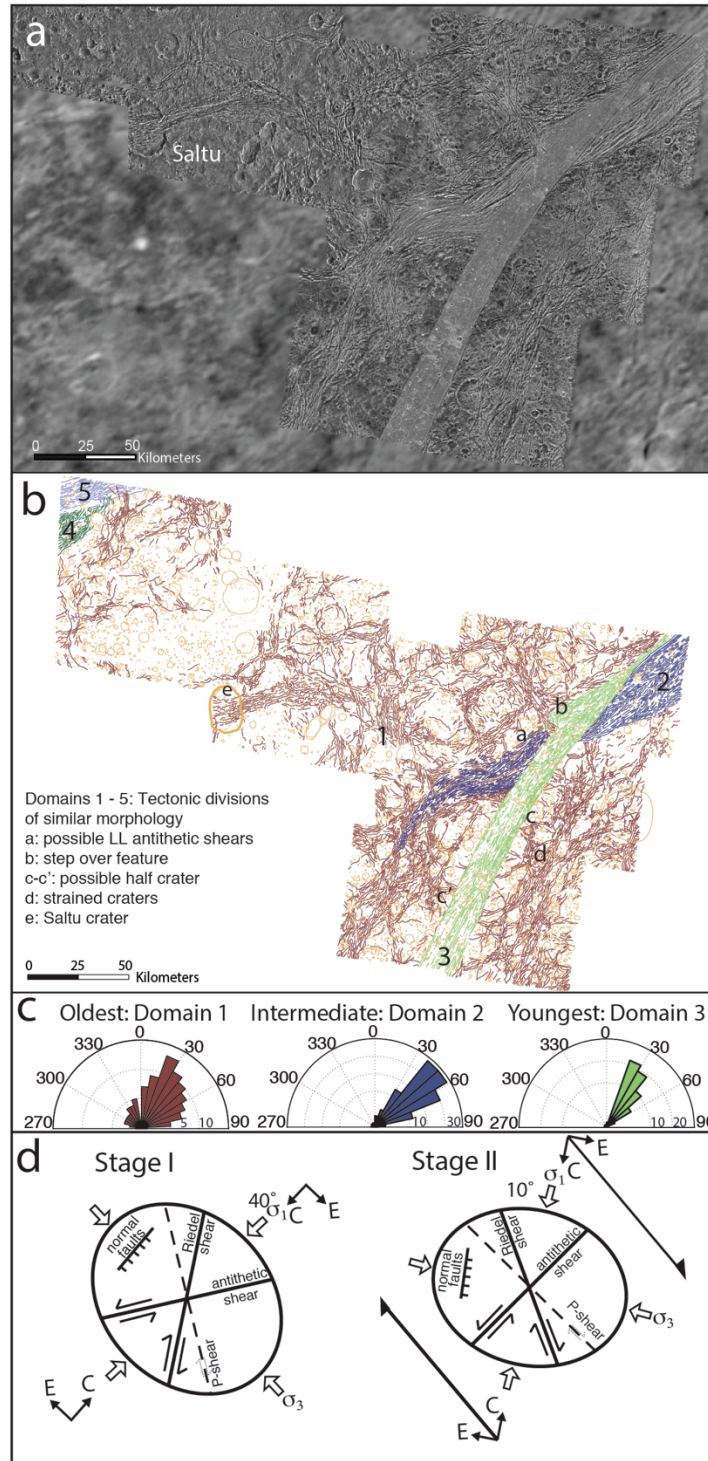 a
Saltu
0 25 50
Kilometers
b
5
4
e
1
2
b
a
c
d
c'
3
Domains 1 - 5: Tectonic divisions
of similar morphology
a: possible LL antithetic shears
b: step over feature
c-c': possible half crater
d: strained craters
e: Saltu crater
0 25 50
Kilometers
c
Oldest: Domain 1
270 300 330 0 30 60 90
5 10
Intermediate: Domain 2
270 300 330 0 30 60 90
10 30
Youngest: Domain 3
270 300 330 0 30 60 90
10 20
d
Stage I
40°
σ1
C
E
normal
faults
Riedel
shear
antithetic
shear
P-shear
E
C
σ3
Stage II
10°
σ1
C
E
normal
faults
Riedel
shear
antithetic
shear
P-shear
σ3
E
C